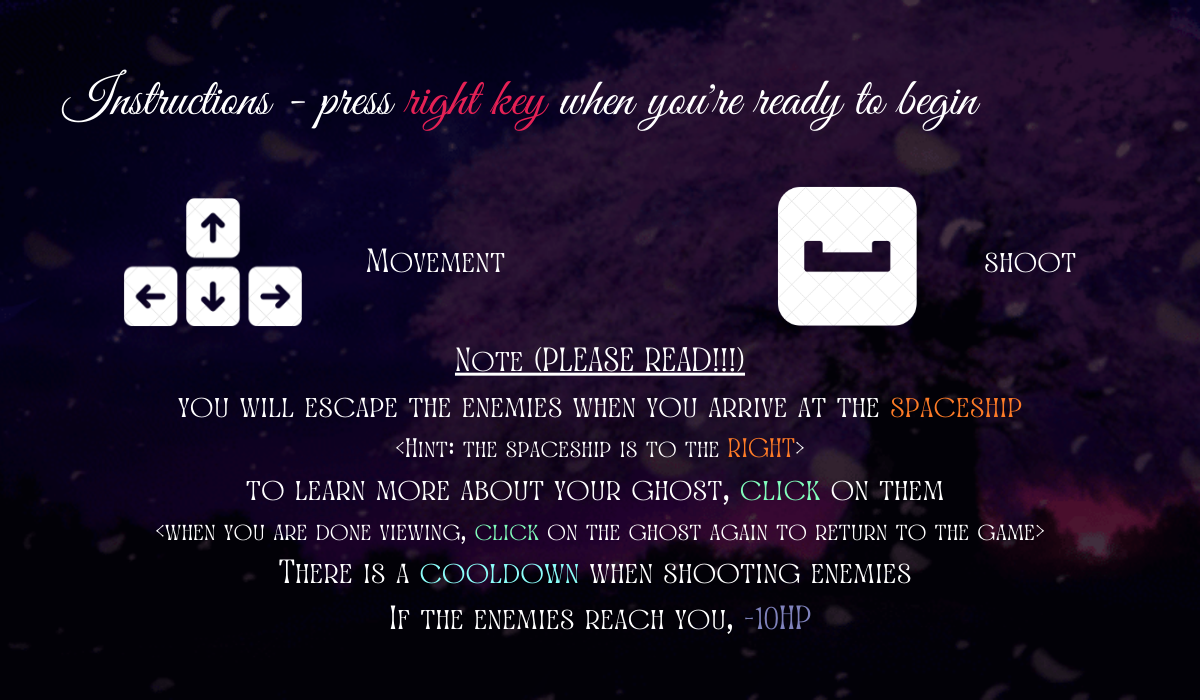 Instructions - press right key when you're ready to begin
Movement
shoot
Note (PLEASE READ!!!)
you will escape the enemies when you arrive at the spaceship
<Hint: the spaceship is to the RIGHT>
to learn more about your ghost, click on them
<when you are done viewing, click on the ghost again to return to the game>
There is a cooldown when shooting enemies
If the enemies reach you, -10HP